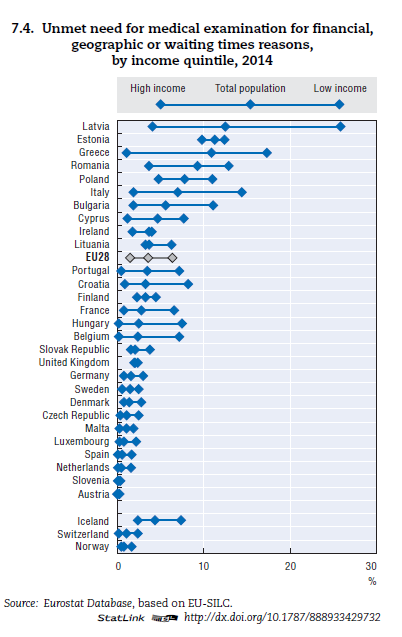 7.4. Unmet need for medical examination for financial,
geographic or waiting times reasons,
by income quintile, 2014
High income Total population Low income
Latvia
Estonia
Greece
Romania
Poland
Italy
Bulgaria
Cyprus
Ireland
Lituania
EU28
Portugal
Croatia
Finland
France
Hungary
Belgium
Slovak Republic
United Kingdom
Germany
Sweden
Denmark
Czech Republic
Malta
Luxembourg
Spain
Netherlands
Slovenia
Austria
Iceland
Switzerland
Norway
0 10 20 30
%
Source: Eurostat Database, based on EU-SILC.
StatLink http://dx.doi.org/10.1787/888933429732